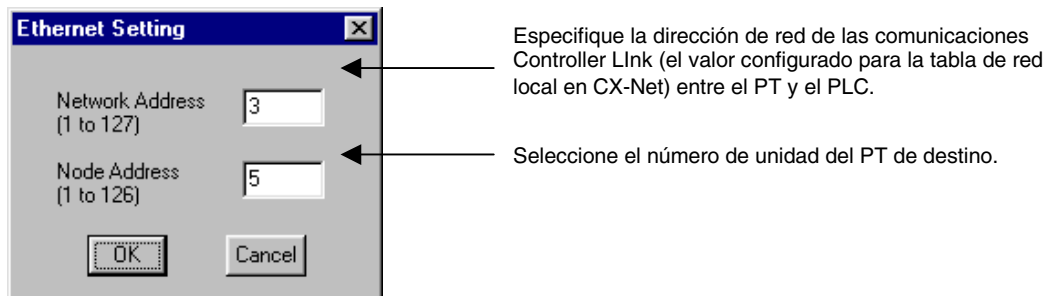 Ethernet Setting
Network Address
(1 to 127)
3
Node Address
(1 to 126)
5
OK
Cancel
Especifique la dirección de red de las comunicaciones
Controller LInk (el valor configurado para la tabla de red
local en CX-Net) entre el PT y el PLC.
Seleccione el número de unidad del PT de destino.